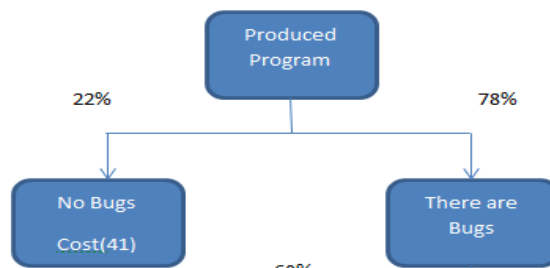 Produced
Program
22%
78%
No Bugs
Cost(41)
There are
Bugs